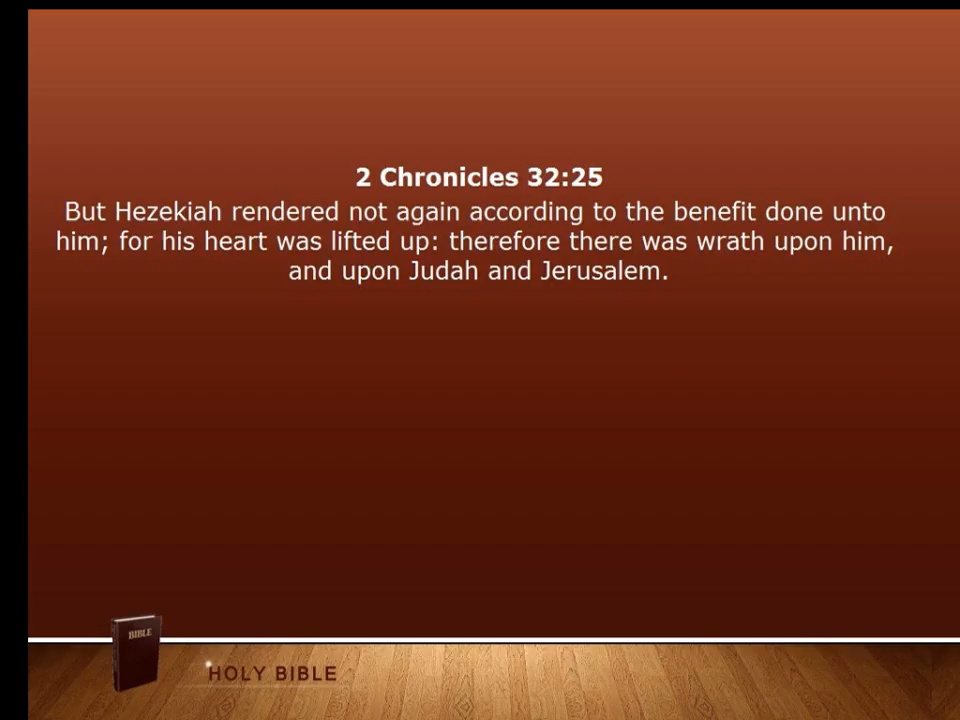 2 Chronicles 32:25
But Hezekiah rendered not again according to the benefit done unto
him; for his heart was lifted up: therefore there was wrath upon him,
and upon Judah and Jerusalem.
BIBLE
HOLY BIBLE